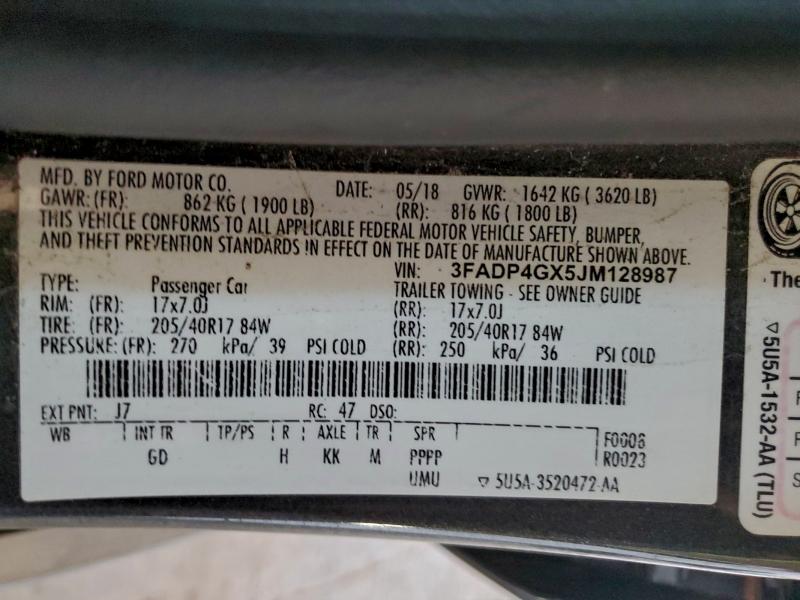 MFD. BY FORD MOTOR CO. DATE: 05/18 GVWR: 1642 KG ( 3620 LB)
GAWR: (FR): 862 KG ( 1900 LB) (RR): 816 KG ( 1800 LB)
THIS VEHICLE CONFORMS TO ALL APPLICABLE FEDERAL MOTOR VEHICLE SAFETY, BUMPER,
AND THEFT PREVENTION STANDARDS IN EFFECT ON THE DATE OF MANUFACTURE SHOWN ABOVE.
VIN: 3FADP4GX5JM128987
TYPE: Passenger Car TRAILER TOWING - SEE OWNER GUIDE
RIM: (FR): 17x7.0J (RR): 17x7.0J
TIRE: (FR): 205/40R17 84W (RR): 205/40R17 84W
PRESSURE: (FR): 270 kPa/ 39 PSI COLD (RR): 250 kPa/ 36 PSI COLD
EXT PNT: J7 RC: 47 DSO:
WB INT TR TP/PS R AXLE TR SPR F0006
GD H KK M PPPP R0023
UMU ▽ 5U5A-3520472-AA
The
▽5U5A-1532-AA (TLU)
F
F
S